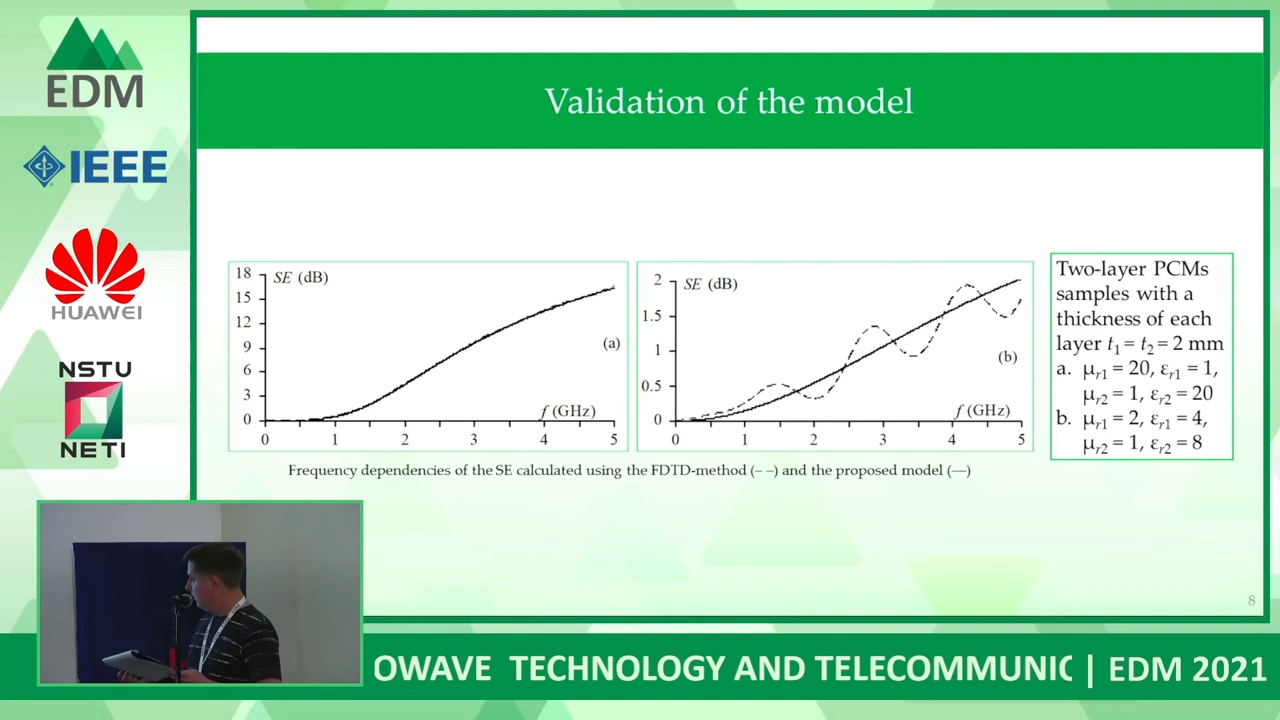 EDM
IEEE
HUAWEI
NSTU
NETI
Validation of the model
18
15
12
9
6
3
0
SE (dB)
(a)
f (GHz)
0 1 2 3 4 5
2
1.5
1
0.5
0
SE (dB)
(b)
f (GHz)
0 1 2 3 4 5
Two-layer PCMs
samples with a
thickness of each
layer t₁ = t₂ = 2 mm
a. μr1 = 20, εr1 = 1,
μr2 = 1, εr2 = 20
b. μr1 = 2, εr1 = 4,
μr2 = 1, εr2 = 8
Frequency dependencies of the SE calculated using the FDTD-method (– –) and the proposed model (—)
8
OWAVE TECHNOLOGY AND TELECOMMUNIC | EDM 2021